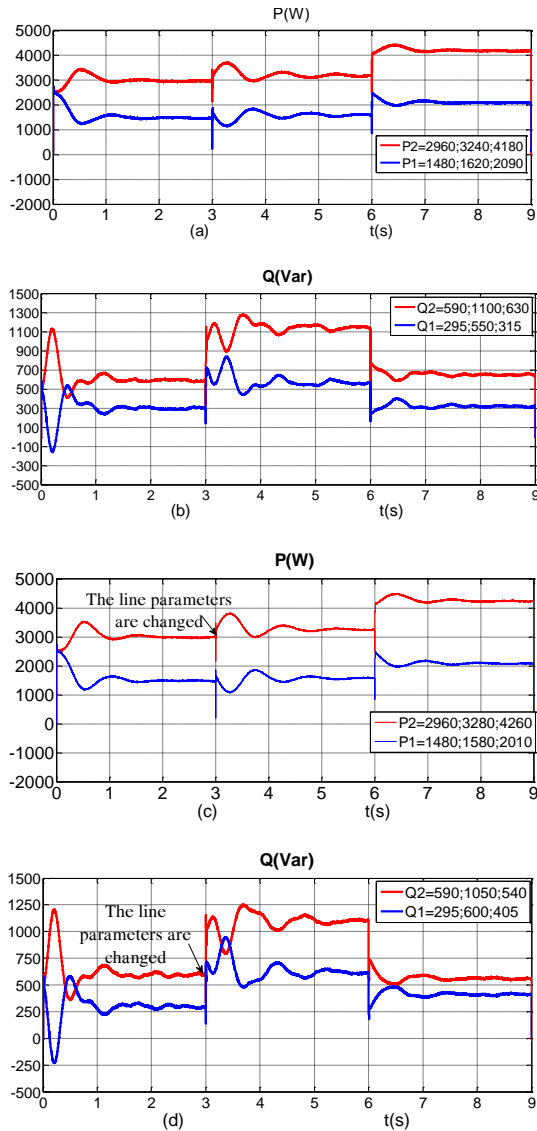 P(W)
5000
4000
3000
2000
1000
0
-1000
-2000
P2=2960;3240;4180
P1=1480;1620;2090
0 1 2 3 4 5 6 7 8 9
(a) t(s)
Q(Var)
1500
1300
1100
900
700
500
300
100
-100
-300
-500
Q2=590;1100;630
Q1=295;550;315
0 1 2 3 4 5 6 7 8 9
(b) t(s)
P(W)
5000
4000
3000
2000
1000
0
-1000
-2000
The line parameters
are changed
P2=2960;3280;4260
P1=1480;1580;2010
0 1 2 3 4 5 6 7 8 9
(c) t(s)
Q(Var)
1500
1250
1000
750
500
250
0
-250
500
The line
parameters are
changed
Q2=590;1050;540
Q1=295;600;405
0 1 2 3 4 5 6 7 8 9
(d) t(s)